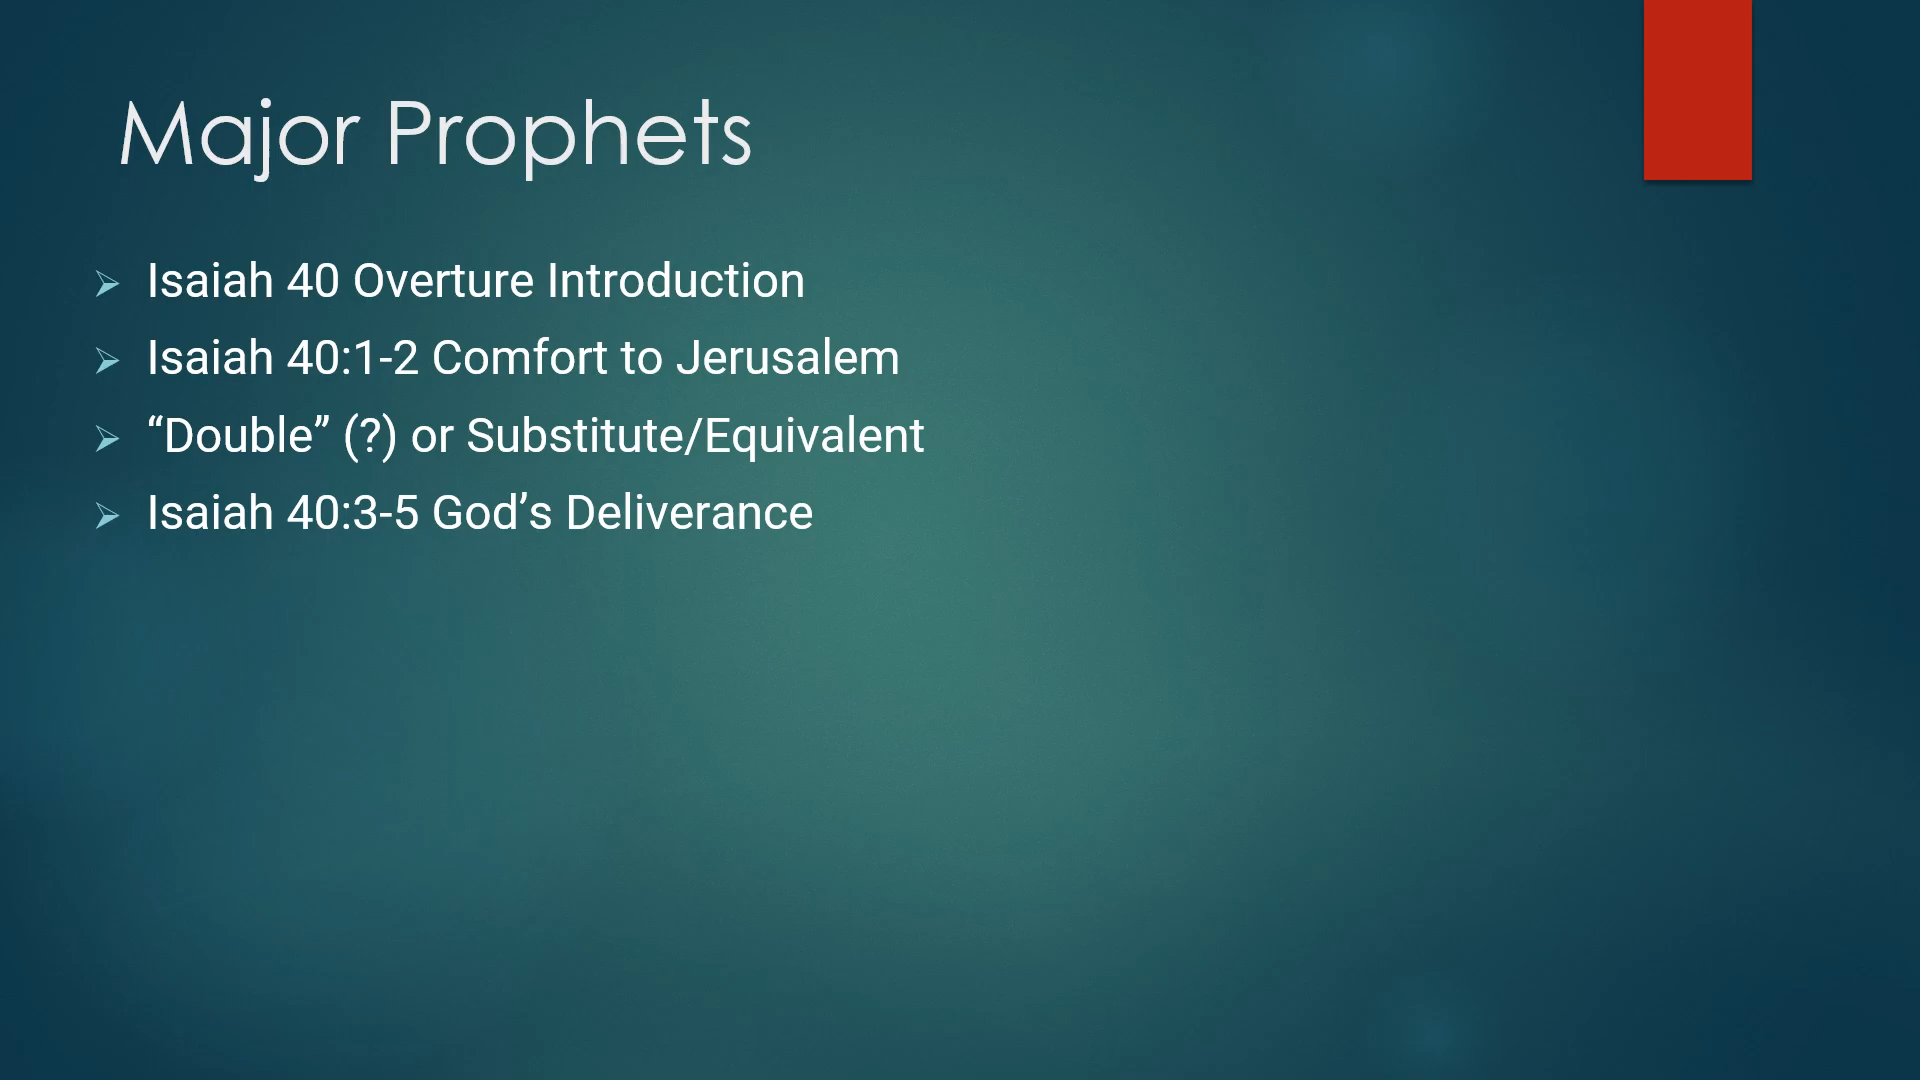 Major Prophets
Isaiah 40 Overture Introduction
Isaiah 40:1-2 Comfort to Jerusalem
“Double” (?) or Substitute/Equivalent
Isaiah 40:3-5 God’s Deliverance